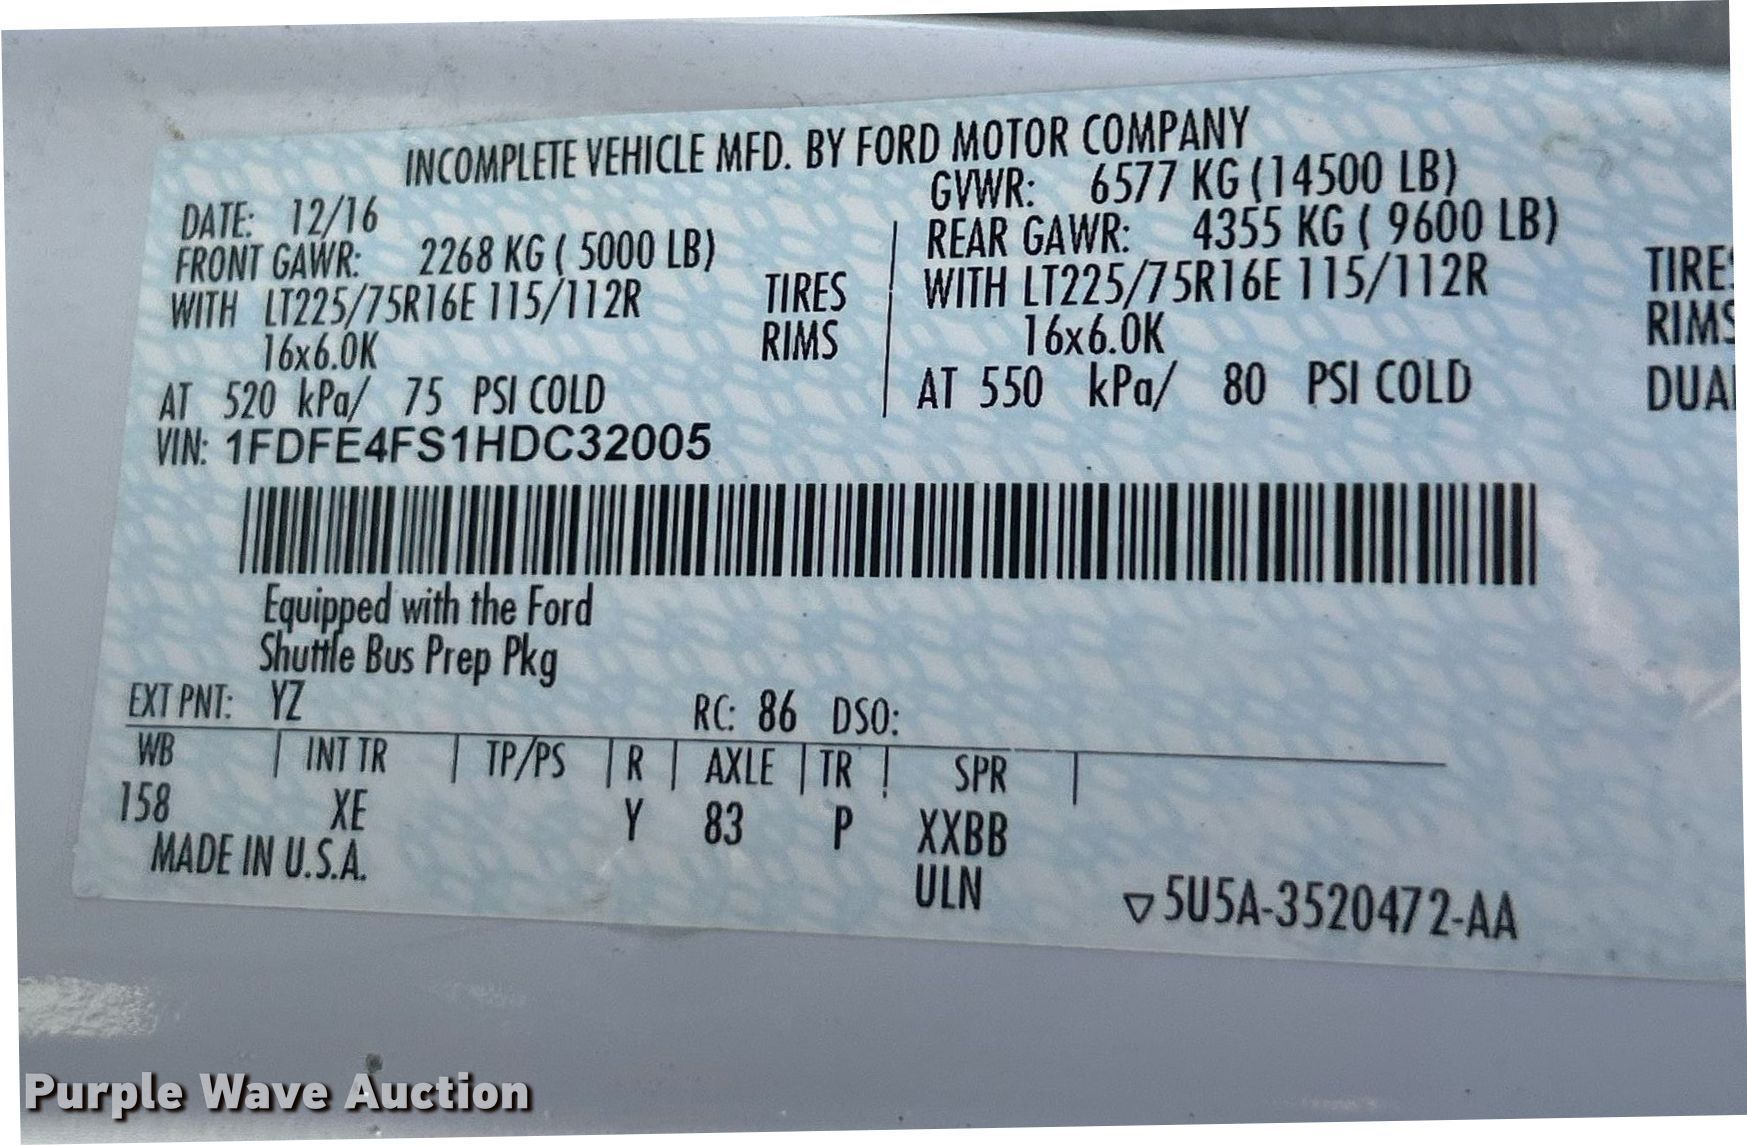 INCOMPLETE VEHICLE MFD. BY FORD MOTOR COMPANY
DATE: 12/16 GVWR: 6577 KG (14500 LB)
FRONT GAWR: 2268 KG ( 5000 LB) REAR GAWR: 4355 KG ( 9600 LB)
WITH LT225/75R16E 115/112R TIRES WITH LT225/75R16E 115/112R TIRES
16x6.0K RIMS 16x6.0K RIMS
AT 520 kPa/ 75 PSI COLD AT 550 kPa/ 80 PSI COLD DUA
VIN: 1FDFE4FS1HDC32005
Equipped with the Ford
Shuttle Bus Prep Pkg
EXT PNT: YZ RC: 86 DSO:
WB INT TR TP/PS R AXLE TR SPR
158 XE Y 83 P XXBB
MADE IN U.S.A. ULN
▽5U5A-3520472-AA
Purple Wave Auction